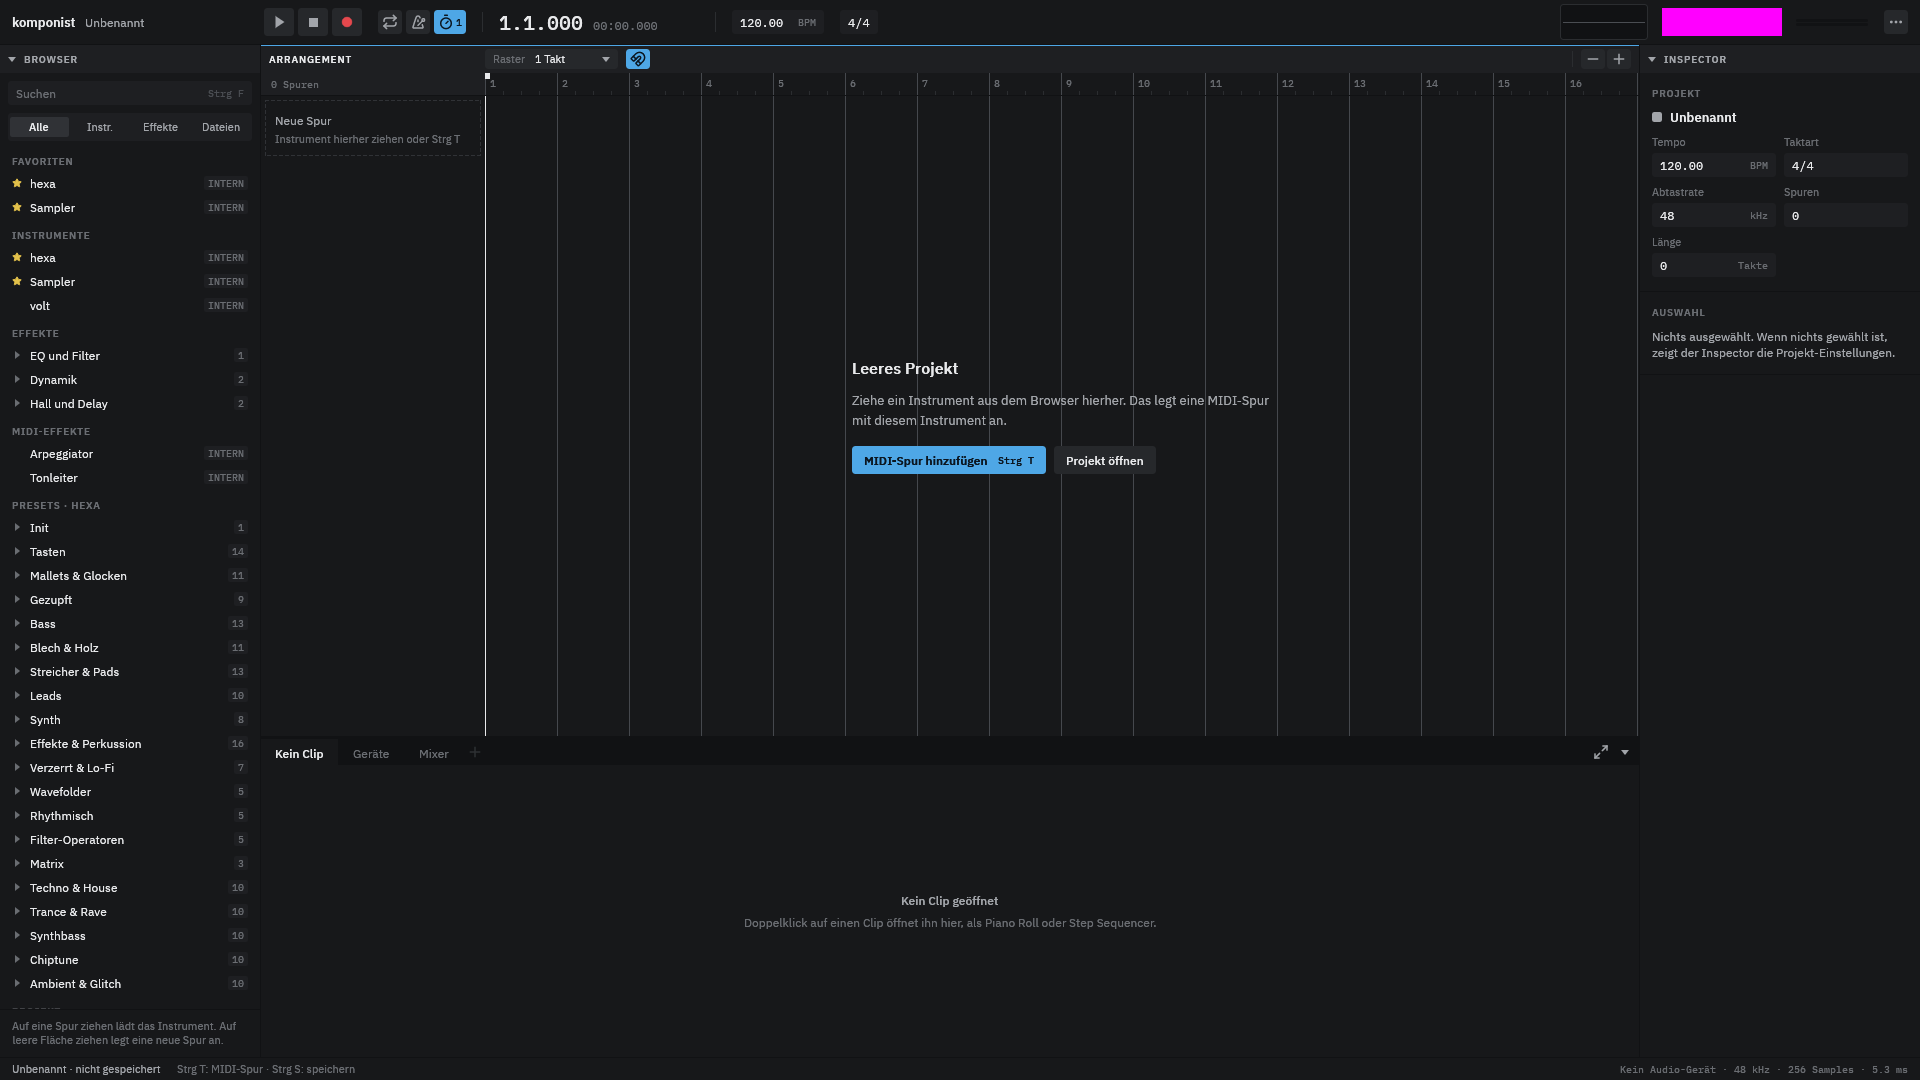 komponist Unbenannt
1
1.1.000 00:00.000
120.00 BPM 4/4
BROWSER
Suchen Strg F
Alle Instr. Effekte Dateien
FAVORITEN
hexa INTERN
Sampler INTERN
INSTRUMENTE
hexa INTERN
Sampler INTERN
volt INTERN
EFFEKTE
EQ und Filter 1
Dynamik 2
Hall und Delay 2
MIDI-EFFEKTE
Arpeggiator INTERN
Tonleiter INTERN
PRESETS · HEXA
Init 1
Tasten 14
Mallets & Glocken 11
Gezupft 9
Bass 13
Blech & Holz 11
Streicher & Pads 13
Leads 10
Synth 8
Effekte & Perkussion 16
Verzerrt & Lo-Fi 7
Wavefolder 5
Rhythmisch 5
Filter-Operatoren 5
Matrix 3
Techno & House 10
Trance & Rave 10
Synthbass 10
Chiptune 10
Ambient & Glitch 10
Auf eine Spur ziehen lädt das Instrument. Auf
leere Fläche ziehen legt eine neue Spur an.
ARRANGEMENT Raster 1 Takt
0 Spuren 1 2 3 4 5 6 7 8 9 10 11 12 13 14 15 16
Neue Spur
Instrument hierher ziehen oder Strg T
Leeres Projekt
Ziehe ein Instrument aus dem Browser hierher. Das legt eine MIDI-Spur
mit diesem Instrument an.
MIDI-Spur hinzufügen Strg T Projekt öffnen
Kein Clip Geräte Mixer
Kein Clip geöffnet
Doppelklick auf einen Clip öffnet ihn hier, als Piano Roll oder Step Sequencer.
INSPECTOR
PROJEKT
Unbenannt
Tempo Taktart
120.00 BPM 4/4
Abtastrate Spuren
48 kHz 0
Länge
0 Takte
AUSWAHL
Nichts ausgewählt. Wenn nichts gewählt ist,
zeigt der Inspector die Projekt-Einstellungen.
Unbenannt · nicht gespeichert Strg T: MIDI-Spur · Strg S: speichern
Kein Audio-Gerät · 48 kHz · 256 Samples · 5.3 ms